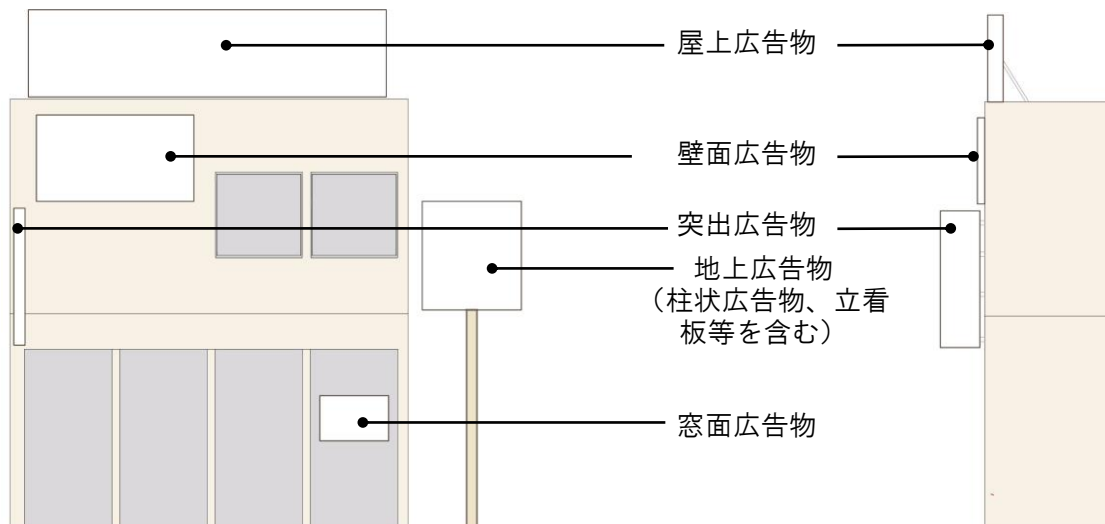 屋上広告物
壁面広告物
突出広告物
地上広告物
（柱状広告物、立看
板等を含む）
窓面広告物